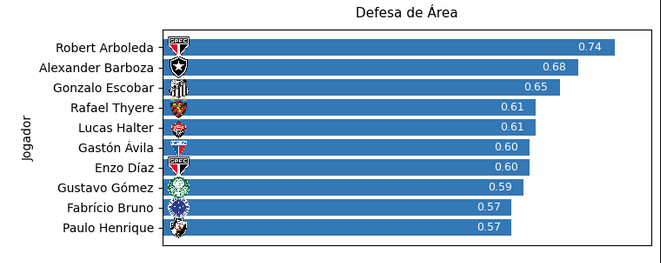 Defesa de Área
Jogador
Robert Arboleda 0.74
Alexander Barboza 0.68
Gonzalo Escobar 0.65
Rafael Thyere 0.61
Lucas Halter 0.61
Gastón Ávila 0.60
Enzo Díaz 0.60
Gustavo Gómez 0.59
Fabrício Bruno 0.57
Paulo Henrique 0.57